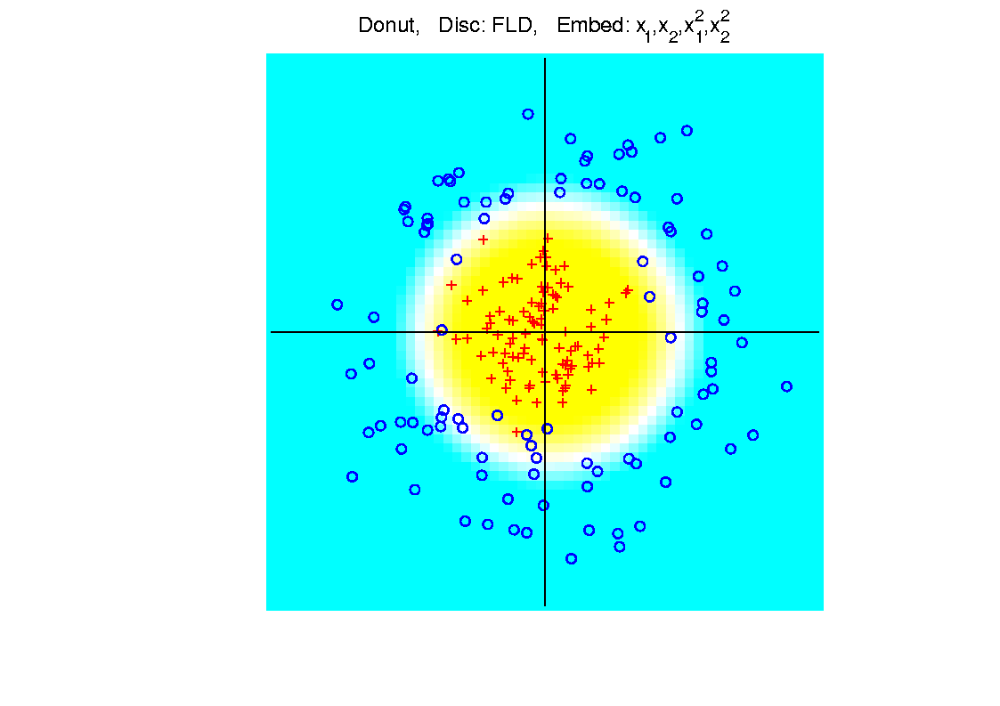 Donut,   Disc: FLD,   Embed: x₁,x₂,x₁²,x₂²